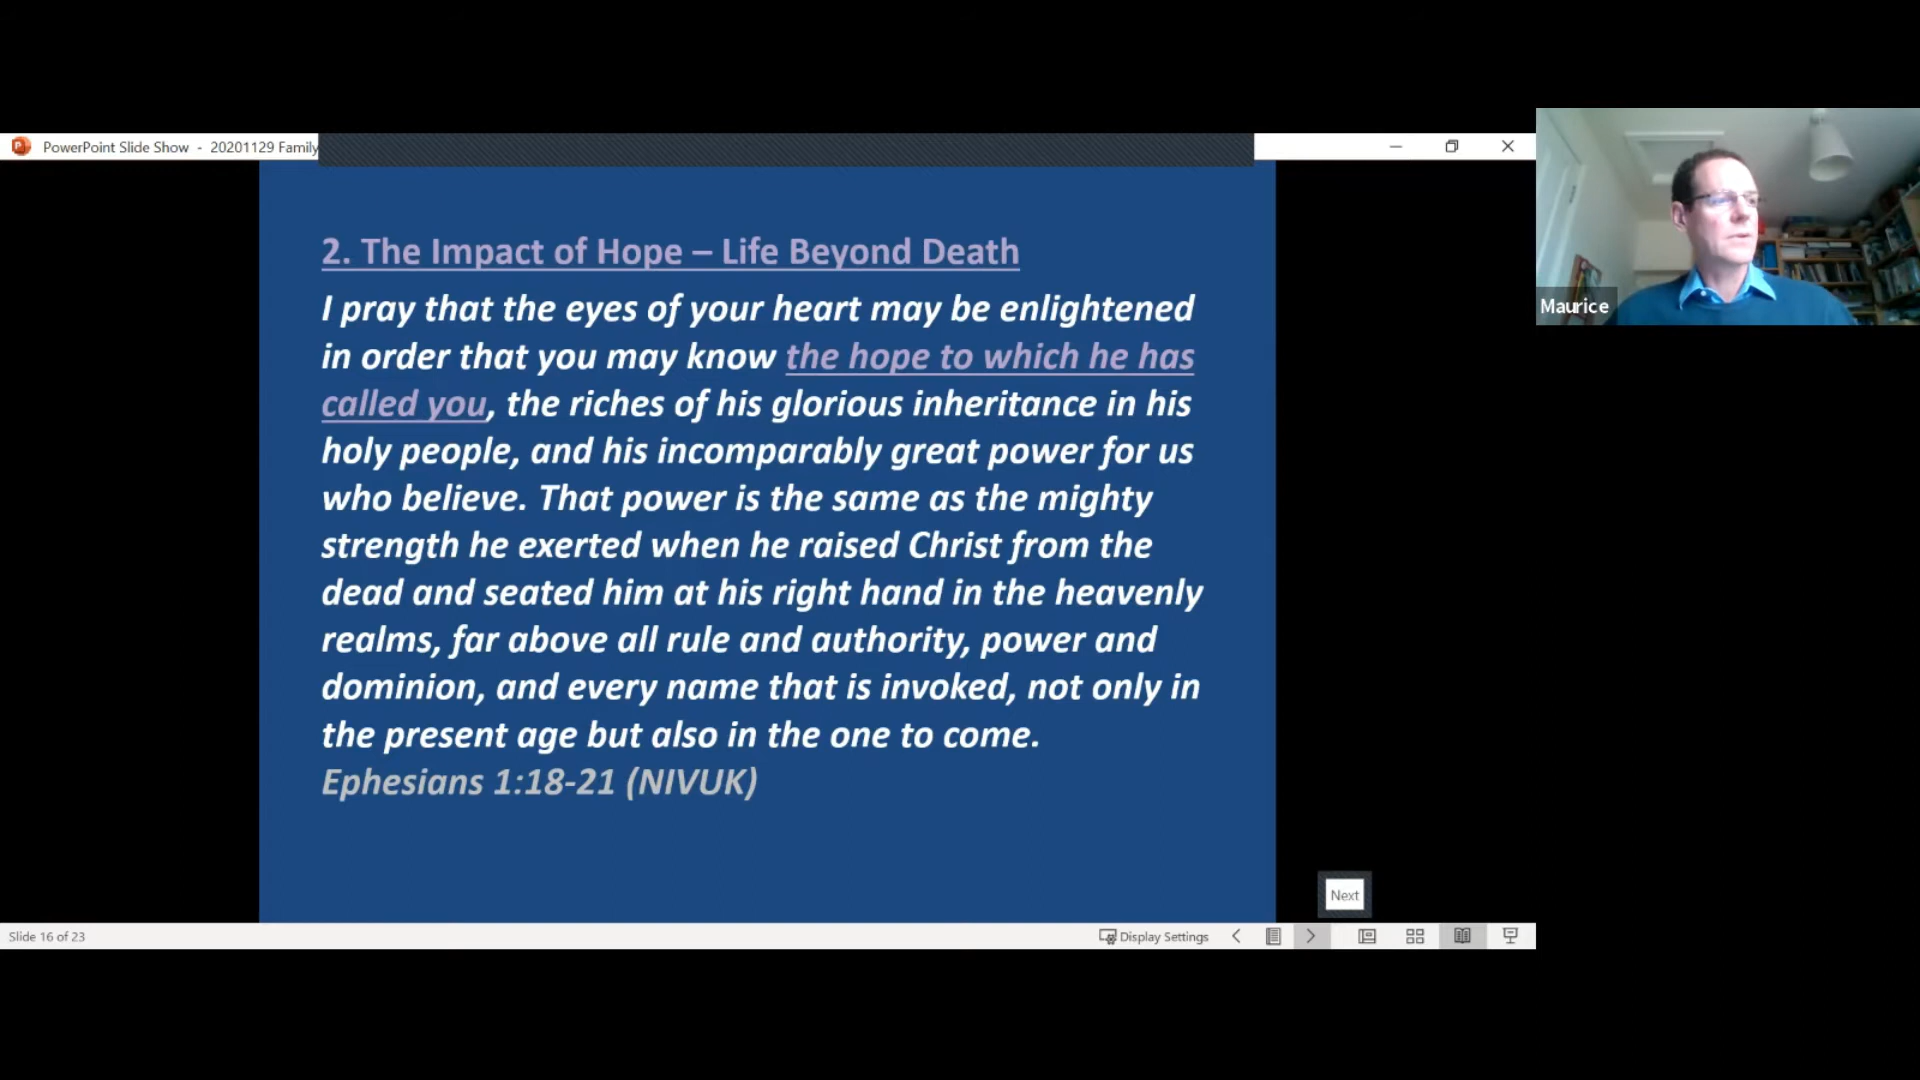 PowerPoint Slide Show - 20201129 Family
2. The Impact of Hope – Life Beyond Death
I pray that the eyes of your heart may be enlightened
in order that you may know the hope to which he has
called you, the riches of his glorious inheritance in his
holy people, and his incomparably great power for us
who believe. That power is the same as the mighty
strength he exerted when he raised Christ from the
dead and seated him at his right hand in the heavenly
realms, far above all rule and authority, power and
dominion, and every name that is invoked, not only in
the present age but also in the one to come.
Ephesians 1:18-21 (NIVUK)
Maurice
Next
Slide 16 of 23
Display Settings